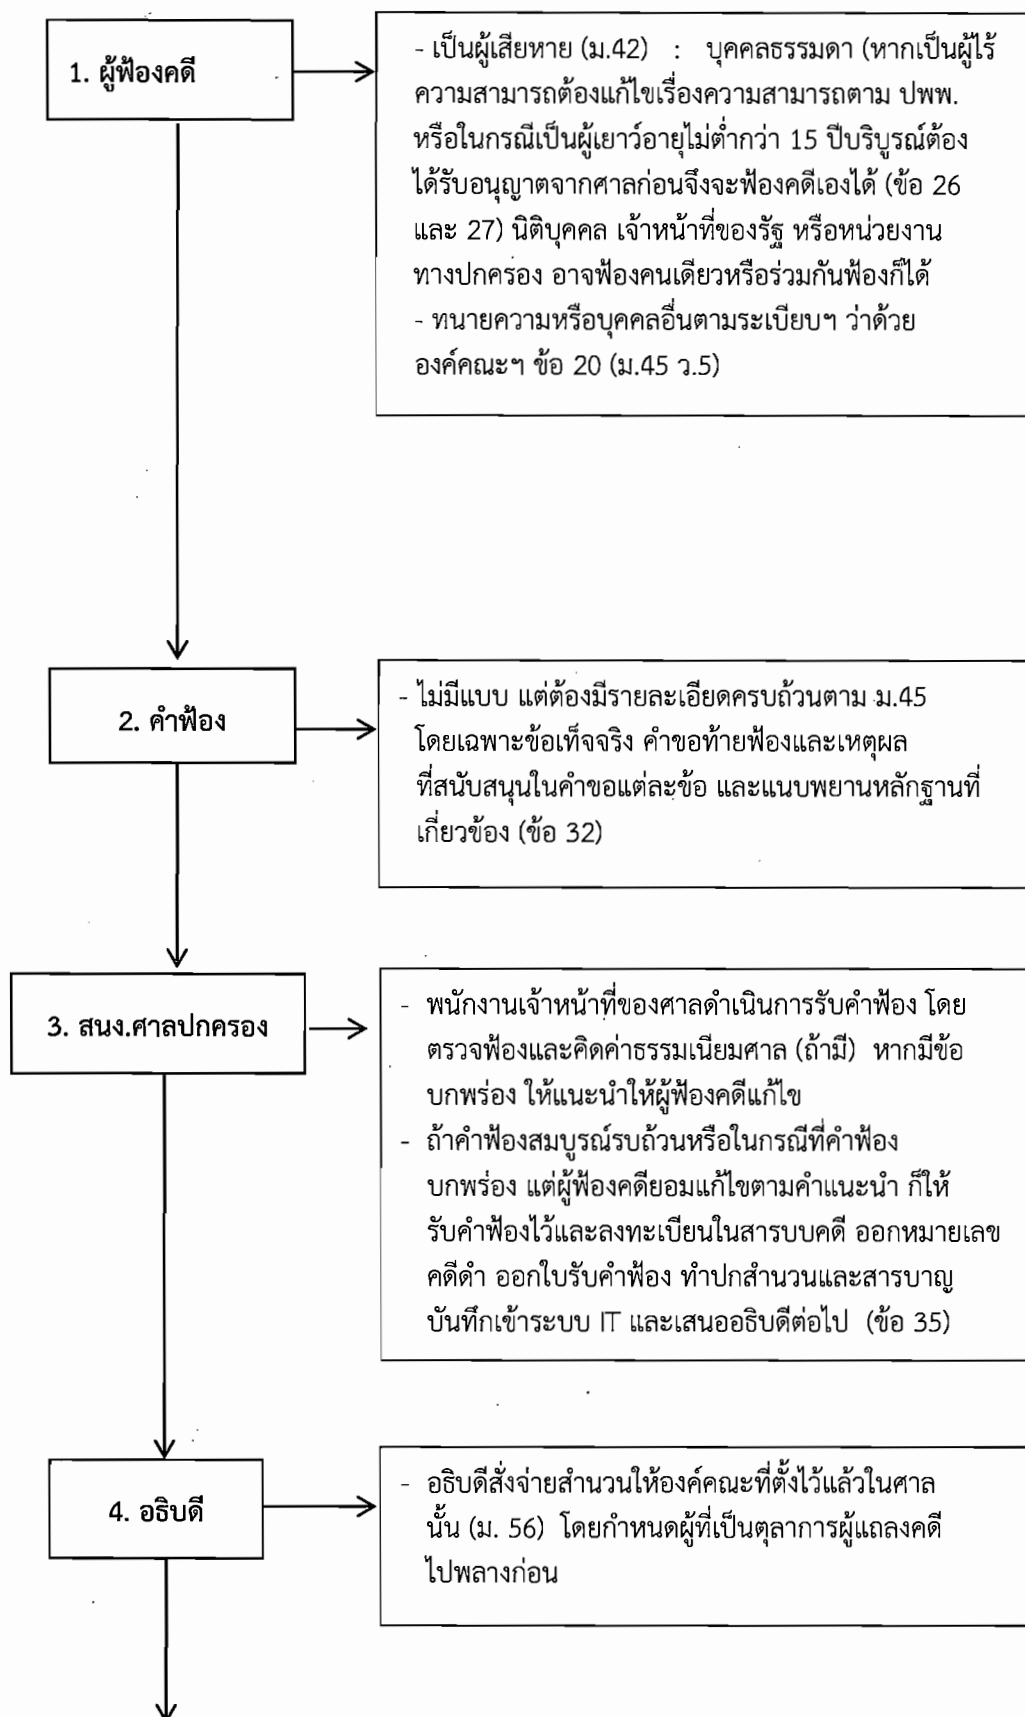 1. ผู้ฟ้องคดี
- เป็นผู้เสียหาย (ม.42) : บุคคลธรรมดา (หากเป็นผู้ไร้
ความสามารถต้องแก้ไขเรื่องความสามารถตาม ปพพ.
หรือในกรณีเป็นผู้เยาว์อายุไม่ต่ำกว่า 15 ปีบริบูรณ์ต้อง
ได้รับอนุญาตจากศาลก่อนจึงจะฟ้องคดีเองได้ (ข้อ 26
และ 27) นิติบุคคล เจ้าหน้าที่ของรัฐ หรือหน่วยงาน
ทางปกครอง อาจฟ้องคนเดียวหรือร่วมกันฟ้องก็ได้
- ทนายความหรือบุคคลอื่นตามระเบียบฯ ว่าด้วย
องค์คณะฯ ข้อ 20 (ม.45 ว.5)
2. คำฟ้อง
- ไม่มีแบบ แต่ต้องมีรายละเอียดครบถ้วนตาม ม.45
โดยเฉพาะข้อเท็จจริง คำขอท้ายฟ้องและเหตุผล
ที่สนับสนุนในคำขอแต่ละข้อ และแนบพยานหลักฐานที่
เกี่ยวข้อง (ข้อ 32)
3. สนง.ศาลปกครอง
- พนักงานเจ้าหน้าที่ของศาลดำเนินการรับคำฟ้อง โดย
ตรวจฟ้องและคิดค่าธรรมเนียมศาล (ถ้ามี) หากมีข้อ
บกพร่อง ให้แนะนำให้ผู้ฟ้องคดีแก้ไข
- ถ้าคำฟ้องสมบูรณ์รบถ้วนหรือในกรณีที่คำฟ้อง
บกพร่อง แต่ผู้ฟ้องคดียอมแก้ไขตามคำแนะนำ ก็ให้
รับคำฟ้องไว้และลงทะเบียนในสารบบคดี ออกหมายเลข
คดีดำ ออกใบรับคำฟ้อง ทำปกสำนวนและสารบาญ
บันทึกเข้าระบบ IT และเสนออธิบดีต่อไป (ข้อ 35)
4. อธิบดี
- อธิบดีสั่งจ่ายสำนวนให้องค์คณะที่ตั้งไว้แล้วในศาล
นั้น (ม. 56) โดยกำหนดผู้ที่เป็นตุลาการผู้แถลงคดี
ไปพลางก่อน